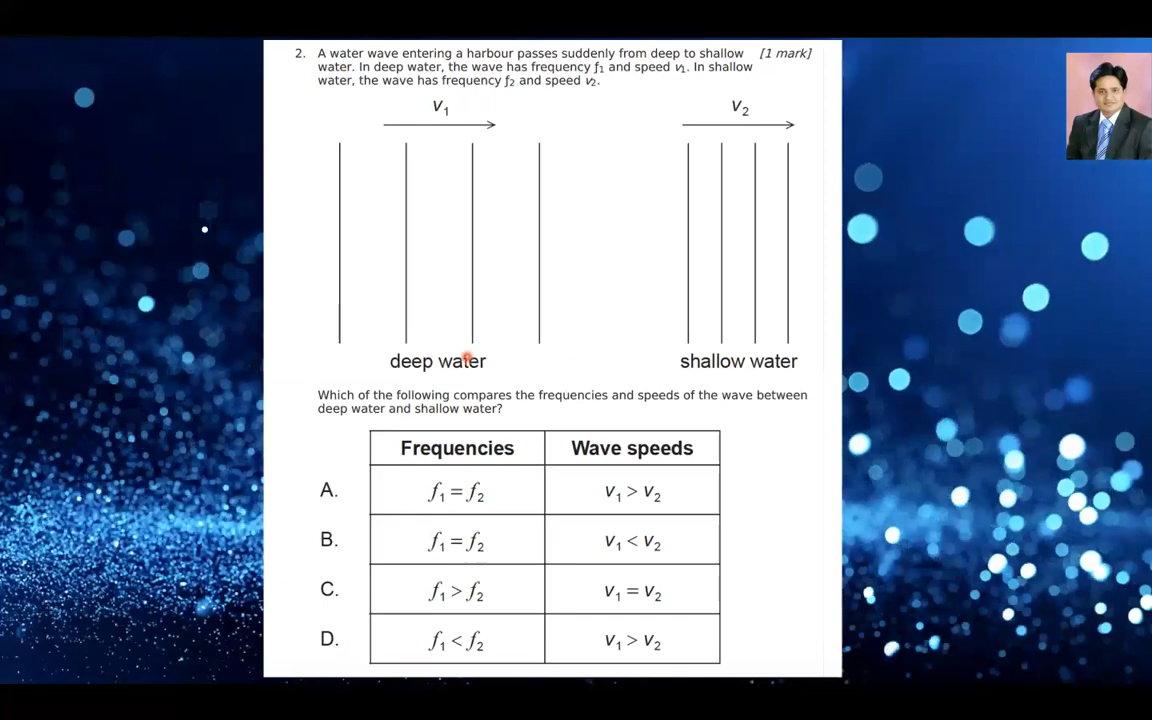 2. A water wave entering a harbour passes suddenly from deep to shallow [1 mark]
water. In deep water, the wave has frequency ƒ₁ and speed v₁. In shallow
water, the wave has frequency ƒ₂ and speed v₂.
v₁ v₂
deep water shallow water
Which of the following compares the frequencies and speeds of the wave between
deep water and shallow water?
Frequencies Wave speeds
A. f₁ = f₂ v₁ > v₂
B. f₁ = f₂ v₁ < v₂
C. f₁ > f₂ v₁ = v₂
D. f₁ < f₂ v₁ > v₂